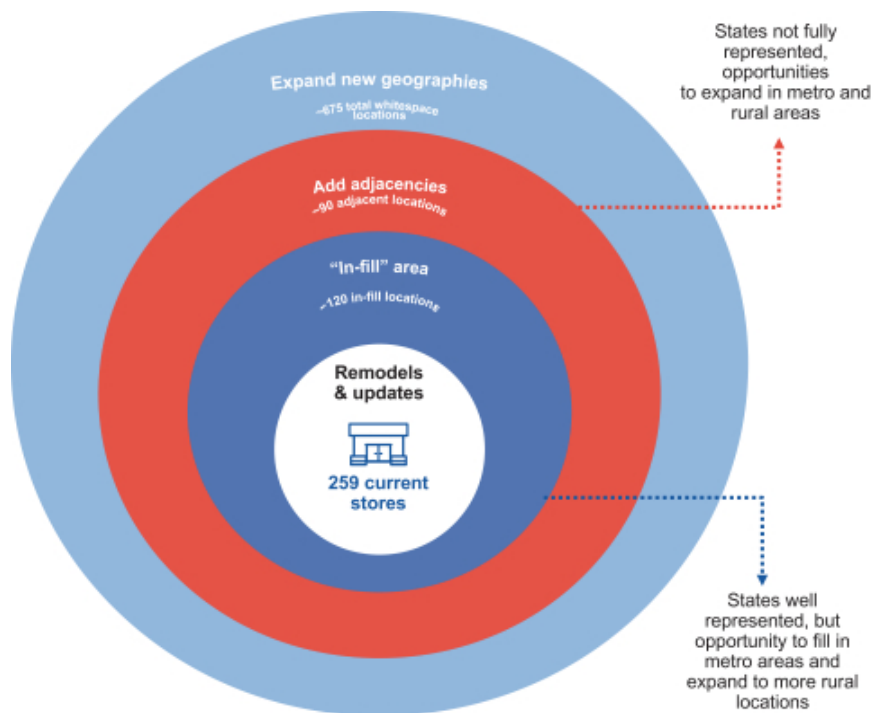 Expand new geographies
~675 total whitespace
locations
Add adjacencies
~90 adjacent locations
“In-fill” area
~120 in-fill locations
Remodels
& updates
259 current
stores
States not fully
represented,
opportunities
to expand in metro and
rural areas
States well
represented, but
opportunity to fill in
metro areas and
expand to more rural
locations